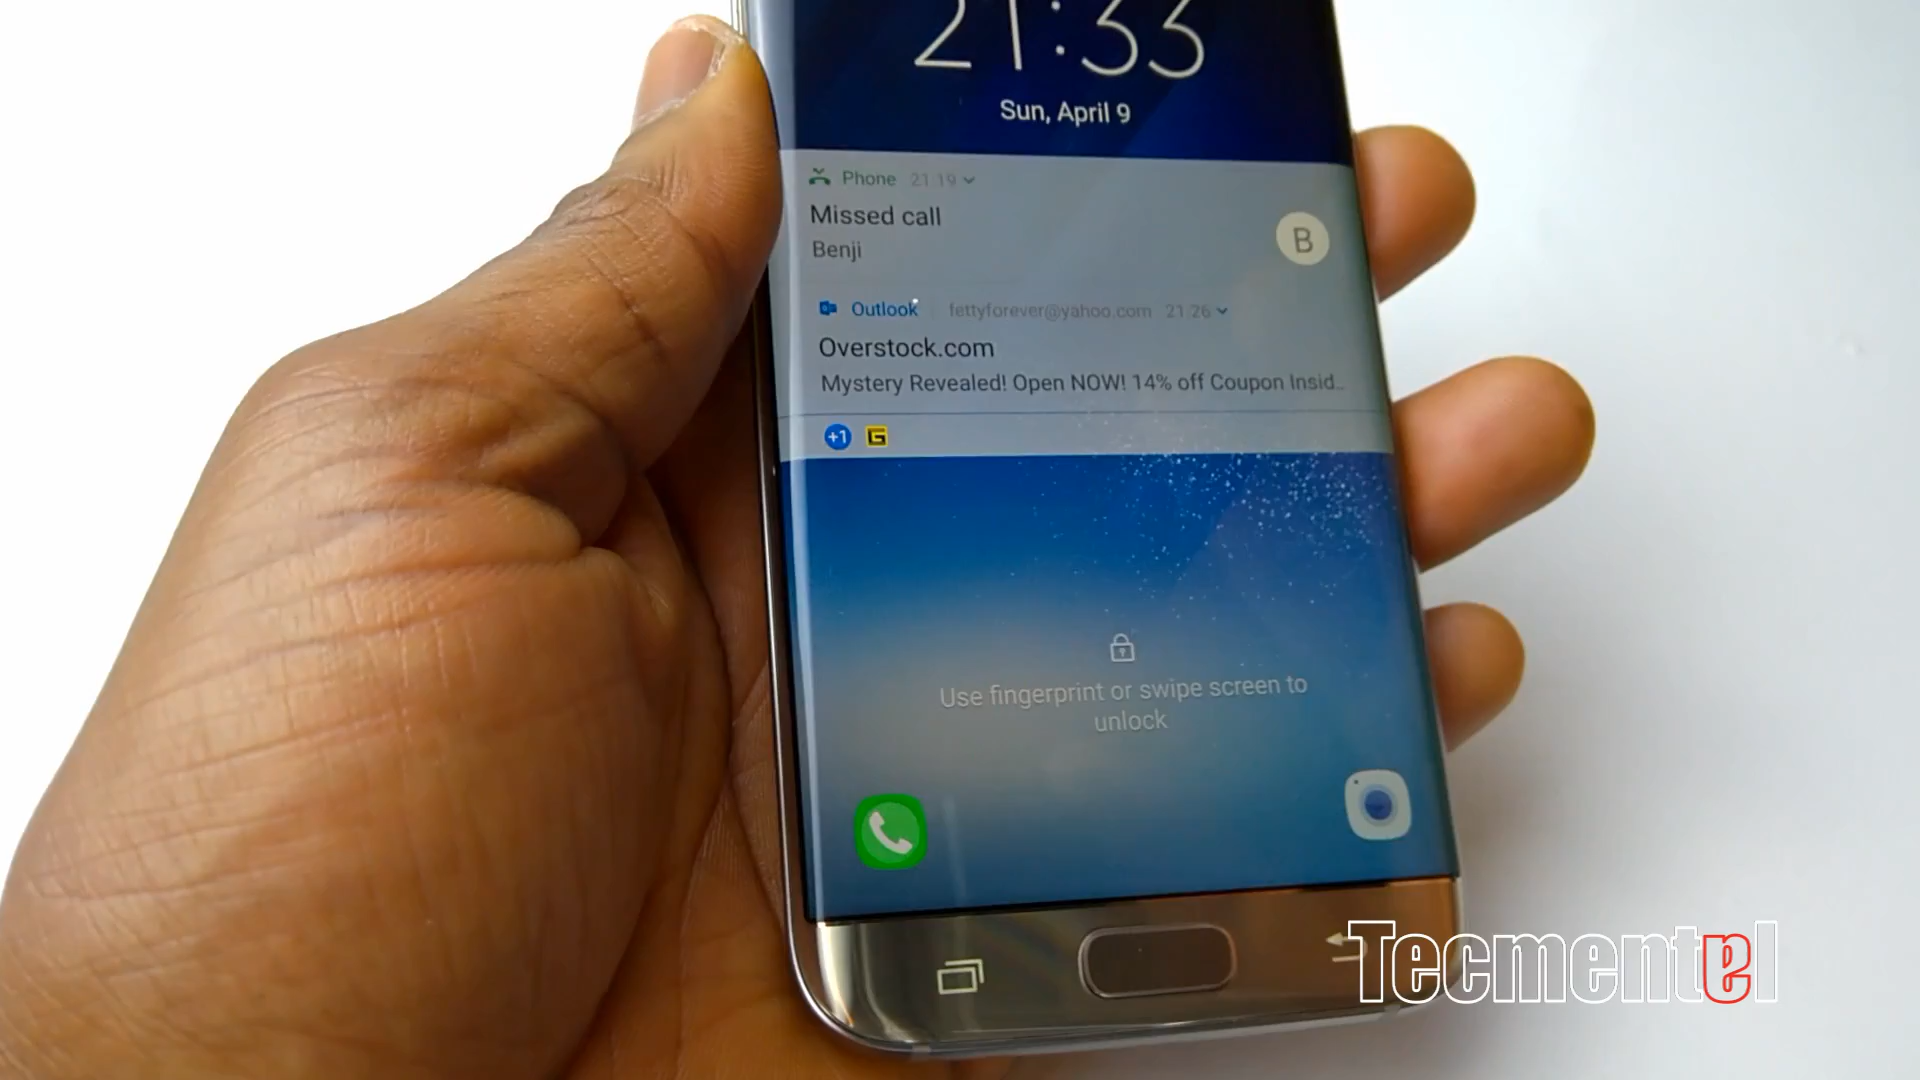 21:33
Sun, April 9
Phone 21:19
Missed call
Benji
B
Outlook fettyforever@yahoo.com 21:26
Overstock.com
Mystery Revealed! Open NOW! 14% off Coupon Insid..
+1 G
Use fingerprint or swipe screen to
unlock
Tecmental